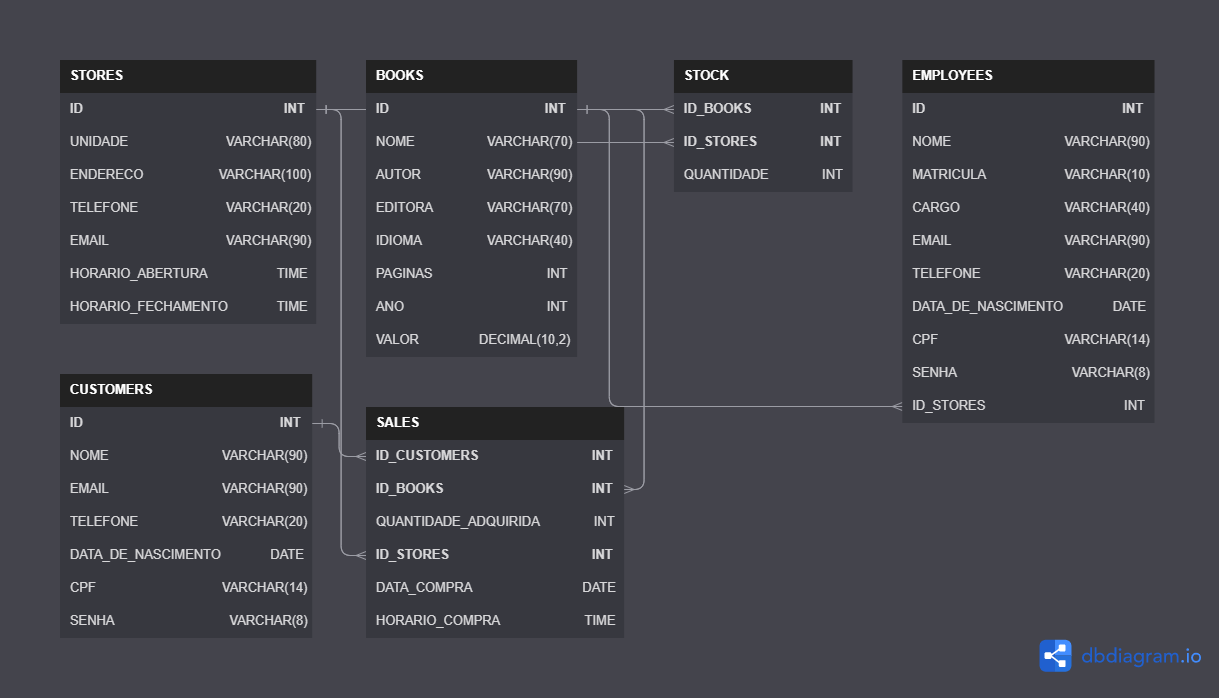 STORES
ID INT
UNIDADE VARCHAR(80)
ENDERECO VARCHAR(100)
TELEFONE VARCHAR(20)
EMAIL VARCHAR(90)
HORARIO_ABERTURA TIME
HORARIO_FECHAMENTO TIME
BOOKS
ID INT
NOME VARCHAR(70)
AUTOR VARCHAR(90)
EDITORA VARCHAR(70)
IDIOMA VARCHAR(40)
PAGINAS INT
ANO INT
VALOR DECIMAL(10,2)
STOCK
ID_BOOKS INT
ID_STORES INT
QUANTIDADE INT
EMPLOYEES
ID INT
NOME VARCHAR(90)
MATRICULA VARCHAR(10)
CARGO VARCHAR(40)
EMAIL VARCHAR(90)
TELEFONE VARCHAR(20)
DATA_DE_NASCIMENTO DATE
CPF VARCHAR(14)
SENHA VARCHAR(8)
ID_STORES INT
CUSTOMERS
ID INT
NOME VARCHAR(90)
EMAIL VARCHAR(90)
TELEFONE VARCHAR(20)
DATA_DE_NASCIMENTO DATE
CPF VARCHAR(14)
SENHA VARCHAR(8)
SALES
ID_CUSTOMERS INT
ID_BOOKS INT
QUANTIDADE_ADQUIRIDA INT
ID_STORES INT
DATA_COMPRA DATE
HORARIO_COMPRA TIME
dbdiagram.io